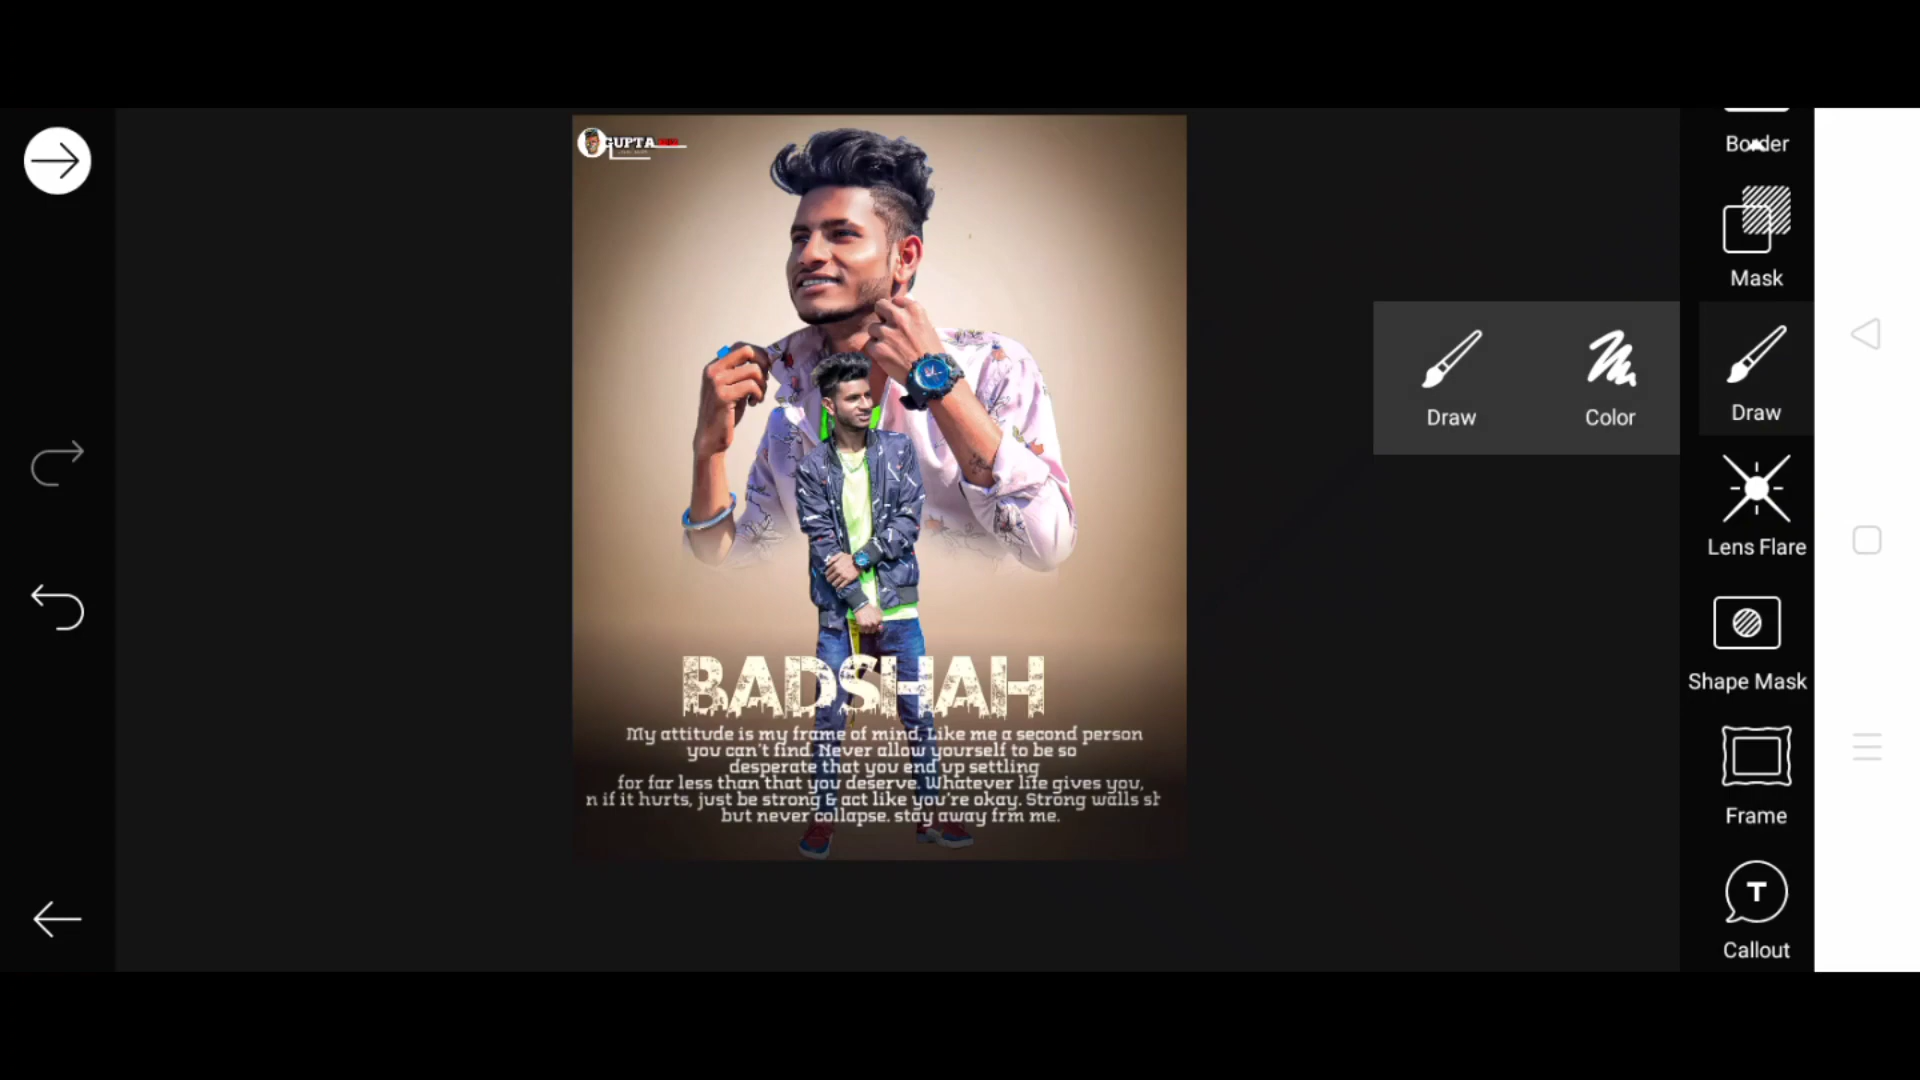 GUPTA
Border
Mask
Draw
Color
Draw
Lens Flare
Shape Mask
Frame
T
Callout
BADSHAH
My attitude is my frame of mind, Like me a second person
you can't find. Never allow yourself to be so
desperate that you end up settling
for far less than that you deserve. Whatever life gives you,
n if it hurts, just be strong & act like you're okay. Strong walls sh
but never collapse. stay away frm me.